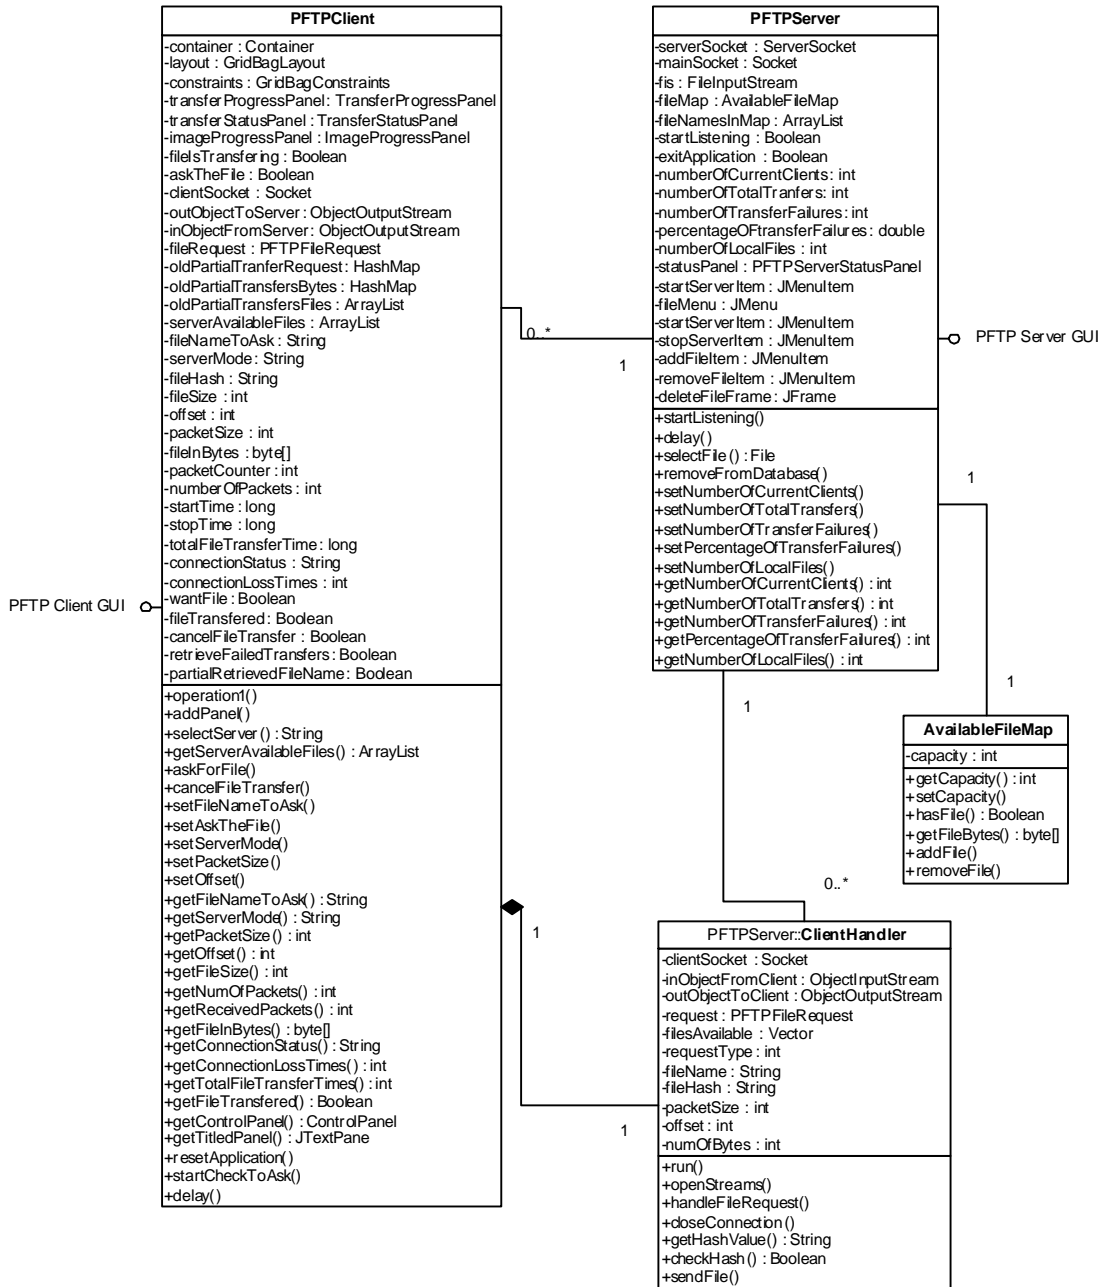 PFTPClient
-container : Container
-layout : GridBagLayout
-constraints : GridBagConstraints
-transferProgressPanel: TransferProgressPanel
-transferStatusPanel : TransferStatusPanel
-imageProgressPanel : ImageProgressPanel
-fileIsTransfering : Boolean
-askTheFile : Boolean
-clientSocket : Socket
-outObjectToServer : ObjectOutputStream
-inObjectFromServer : ObjectOutputStream
-fileRequest : PFTPFileRequest
-oldPartialTranferRequest : HashMap
-oldPartialTransfersBytes : HashMap
-oldPartialTransfersFiles : ArrayList
-serverAvailableFiles : ArrayList
-fileNameToAsk : String
-serverMode : String
-fileHash : String
-fileSize : int
-offset : int
-packetSize : int
-fileInBytes : byte[]
-packetCounter : int
-numberOfPackets : int
-startTime : long
-stopTime : long
-totalFileTransferTime : long
-connectionStatus : String
-connectionLossTimes : int
-wantFile : Boolean
-fileTransfered : Boolean
-cancelFileTransfer : Boolean
-retrieveFailedTransfers : Boolean
-partialRetrievedFileName : Boolean
+operation1()
+addPanel()
+selectServer() : String
+getServerAvailableFiles() : ArrayList
+askForFile()
+cancelFileTransfer()
+setFileNameToAsk()
+setAskTheFile()
+setServerMode()
+setPacketSize()
+setOffset()
+getFileNameToAsk() : String
+getServerMode() : String
+getPacketSize() : int
+getOffset() : int
+getFileSize() : int
+getNumOfPackets() : int
+getReceivedPackets() : int
+getFileInBytes() : byte[]
+getConnectionStatus() : String
+getConnectionLossTimes() : int
+getTotalFileTransferTimes() : int
+getFileTransfered() : Boolean
+getControlPanel() : ControlPanel
+getTitledPanel() : JTextPane
+resetApplication()
+startCheckToAsk()
+delay()
PFTP Client GUI
0..*
1
PFTPServer
-serverSocket : ServerSocket
-mainSocket : Socket
-fis : FileInputStream
-fileMap : AvailableFileMap
-fileNamesInMap : ArrayList
-startListening : Boolean
-exitApplication : Boolean
-numberOfCurrentClients : int
-numberOfTotalTranfers : int
-numberOfTransferFailures : int
-percentageOFtransferFailures : double
-numberOfLocalFiles : int
-statusPanel : PFTPServerStatusPanel
-startServerItem : JMenuItem
-fileMenu : JMenu
-startServerItem : JMenuItem
-stopServerItem : JMenuItem
-addFileItem : JMenuItem
-removeFileItem : JMenuItem
-deleteFileFrame : JFrame
+startListening()
+delay()
+selectFile() : File
+removeFromDatabase()
+setNumberOfCurrentClients()
+setNumberOfTotalTransfers()
+setNumberOfTransferFailures()
+setPercentageOfTransferFailures()
+setNumberOfLocalFiles()
+getNumberOfCurrentClients() : int
+getNumberOfTotalTransfers() : int
+getNumberOfTransferFailures() : int
+getPercentageOfTransferFailures() : int
+getNumberOfLocalFiles() : int
PFTP Server GUI
1
1
1
AvailableFileMap
-capacity : int
+getCapacity() : int
+setCapacity()
+hasFile() : Boolean
+getFileBytes() : byte[]
+addFile()
+removeFile()
0..*
1
1
PFTPServer::ClientHandler
-clientSocket : Socket
-inObjectFromClient : ObjectInputStream
-outObjectToClient : ObjectOutputStream
-request : PFTPFileRequest
-filesAvailable : Vector
-requestType : int
-fileName : String
-fileHash : String
-packetSize : int
-offset : int
-numOfBytes : int
+run()
+openStreams()
+handleFileRequest()
+closeConnection()
+getHashValue() : String
+checkHash() : Boolean
+sendFile()